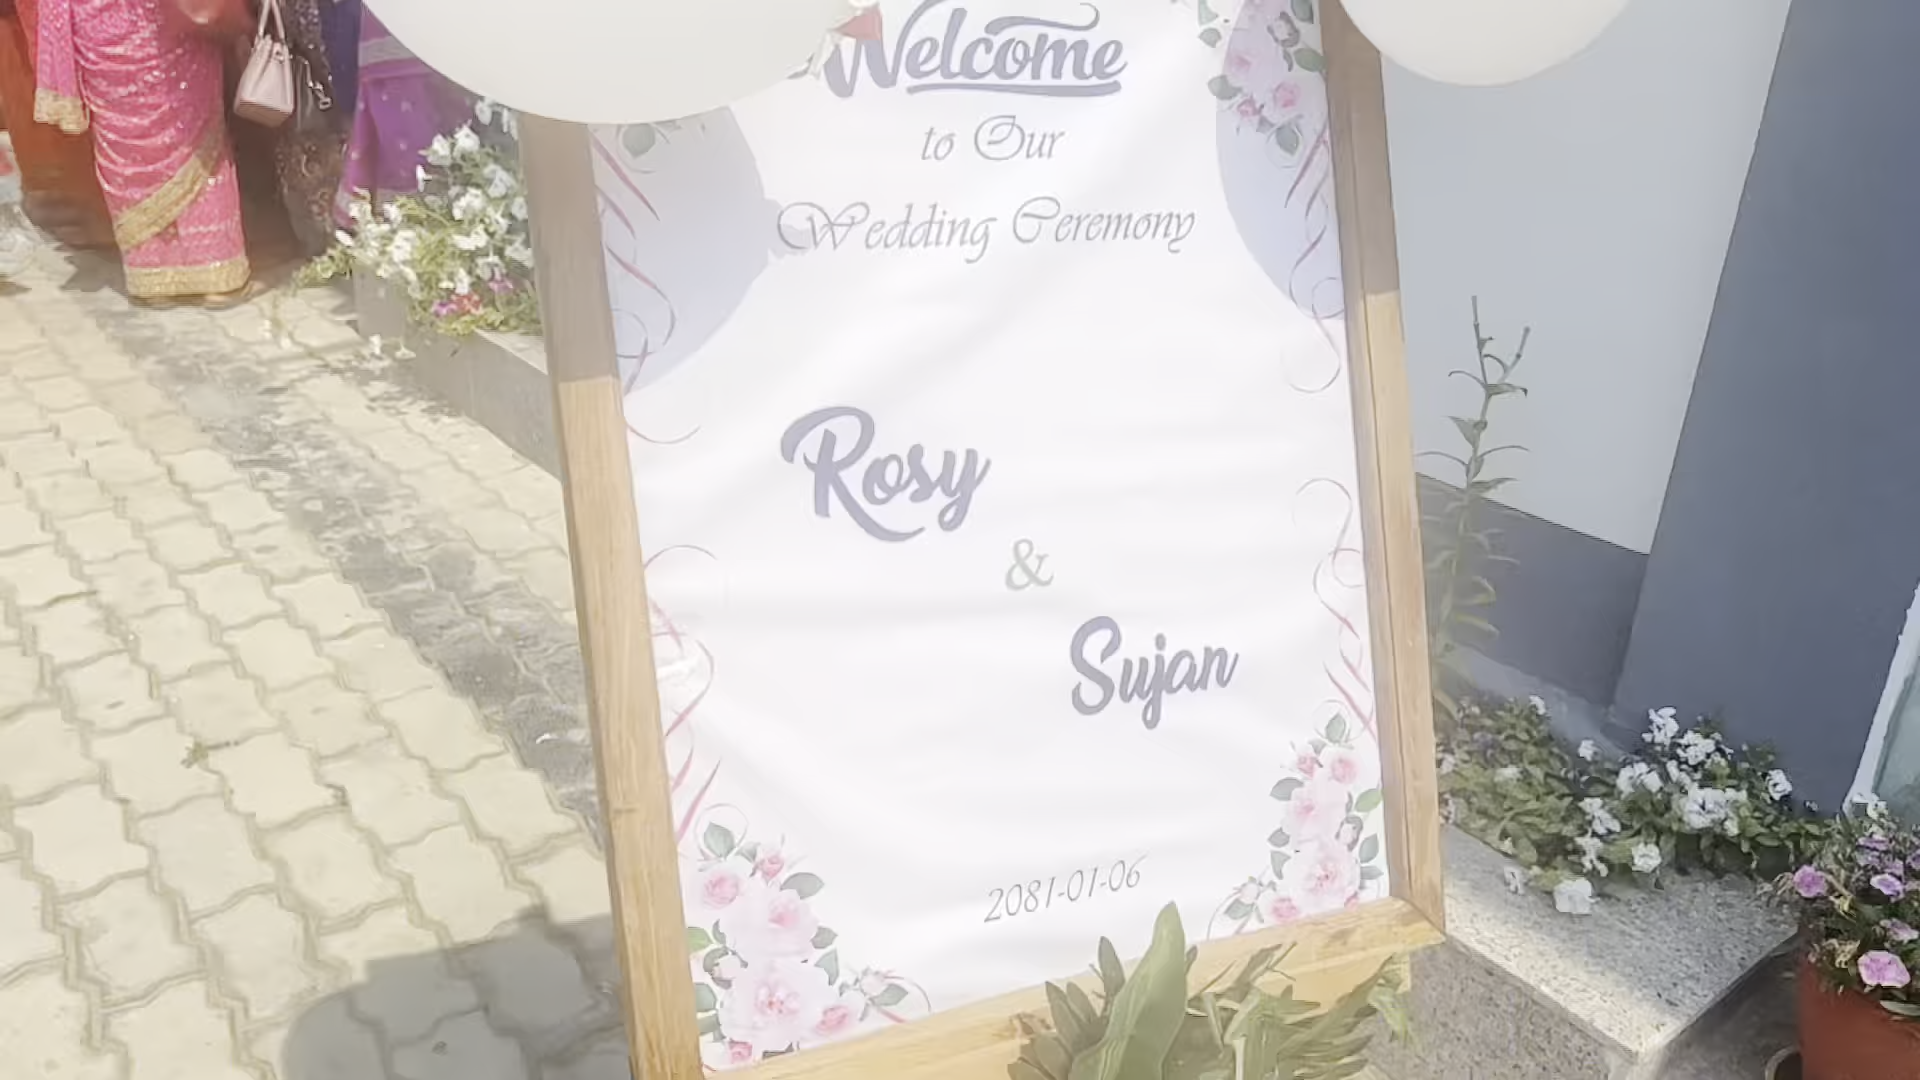 Welcome
to Our
Wedding Ceremony
Rosy
&
Sujan
2081-01-06